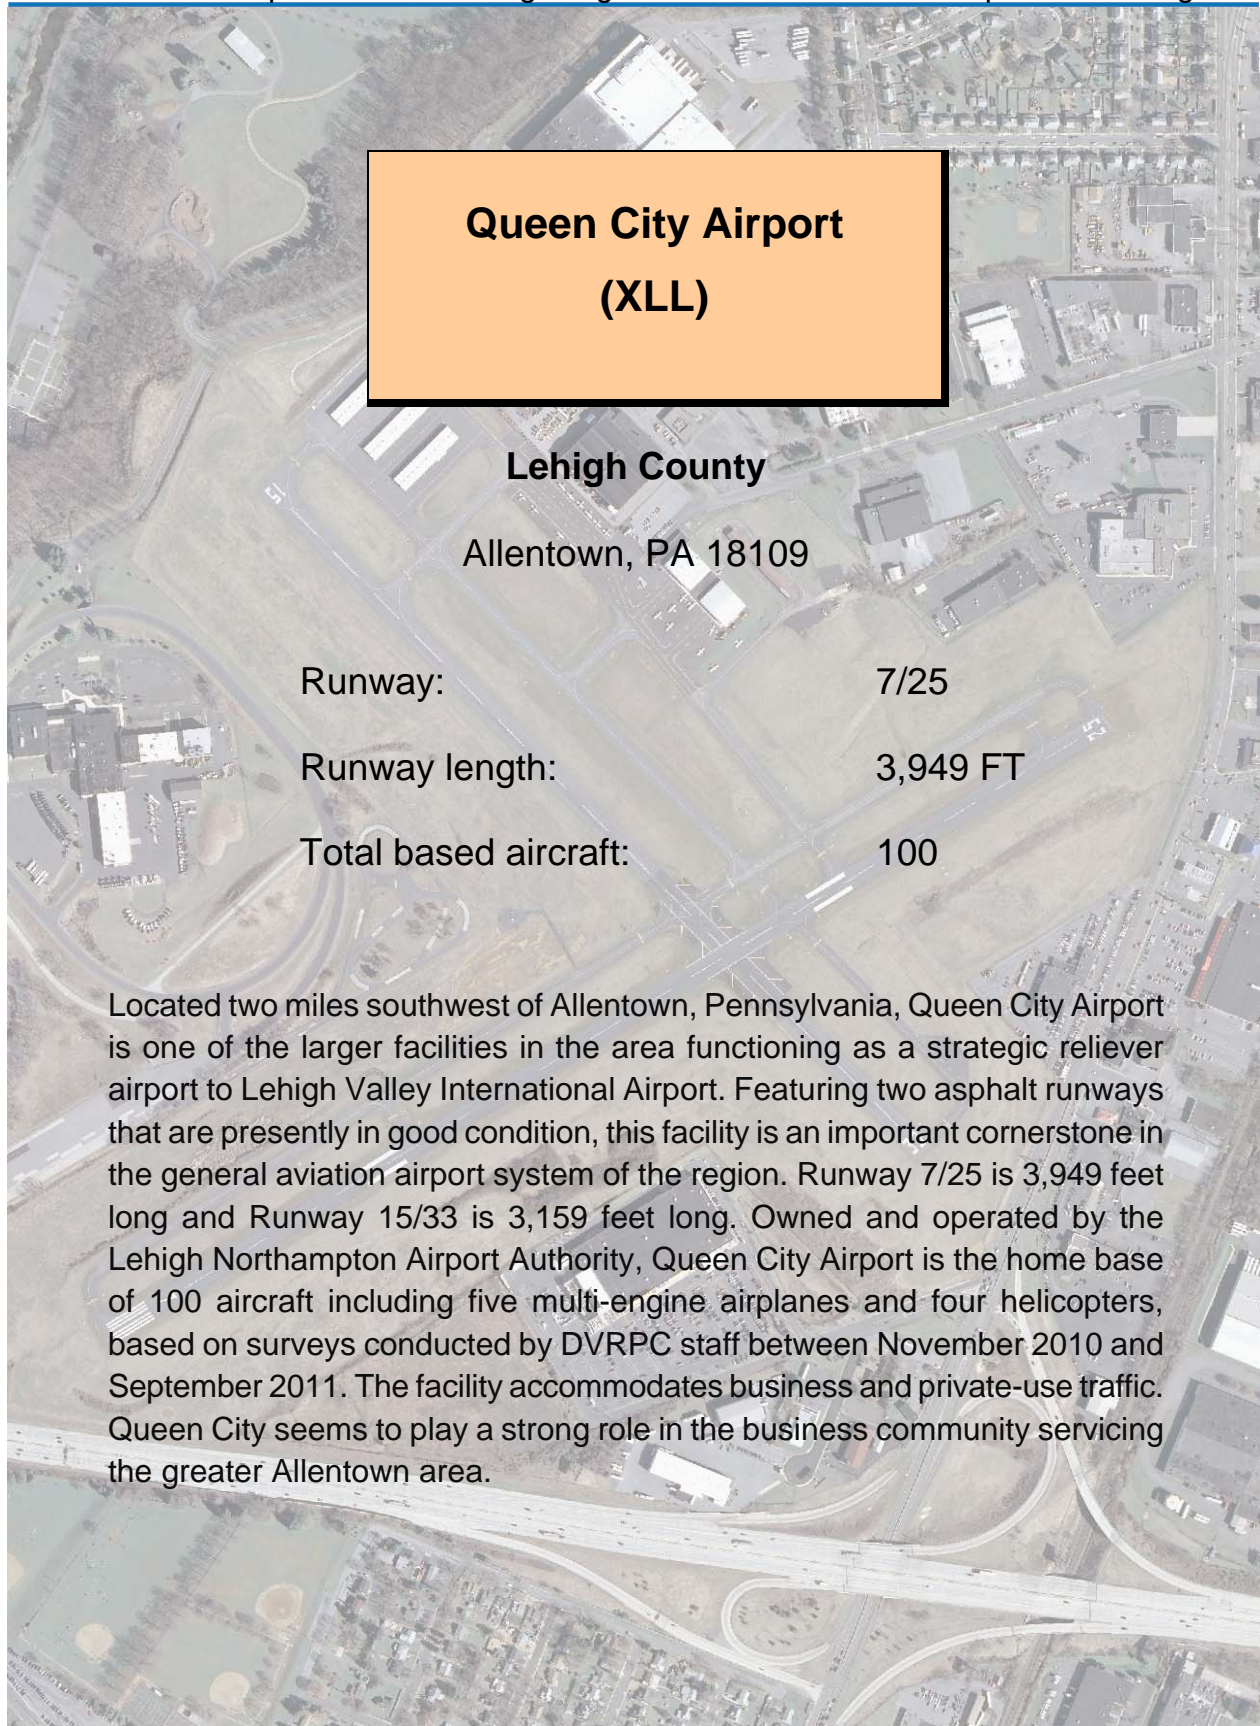 Queen City Airport
(XLL)
Lehigh County
Allentown, PA 18109
Runway: 7/25
Runway length: 3,949 FT
Total based aircraft: 100
Located two miles southwest of Allentown, Pennsylvania, Queen City Airport
is one of the larger facilities in the area functioning as a strategic reliever
airport to Lehigh Valley International Airport. Featuring two asphalt runways
that are presently in good condition, this facility is an important cornerstone in
the general aviation airport system of the region. Runway 7/25 is 3,949 feet
long and Runway 15/33 is 3,159 feet long. Owned and operated by the
Lehigh Northampton Airport Authority, Queen City Airport is the home base
of 100 aircraft including five multi-engine airplanes and four helicopters,
based on surveys conducted by DVRPC staff between November 2010 and
September 2011. The facility accommodates business and private-use traffic.
Queen City seems to play a strong role in the business community servicing
the greater Allentown area.